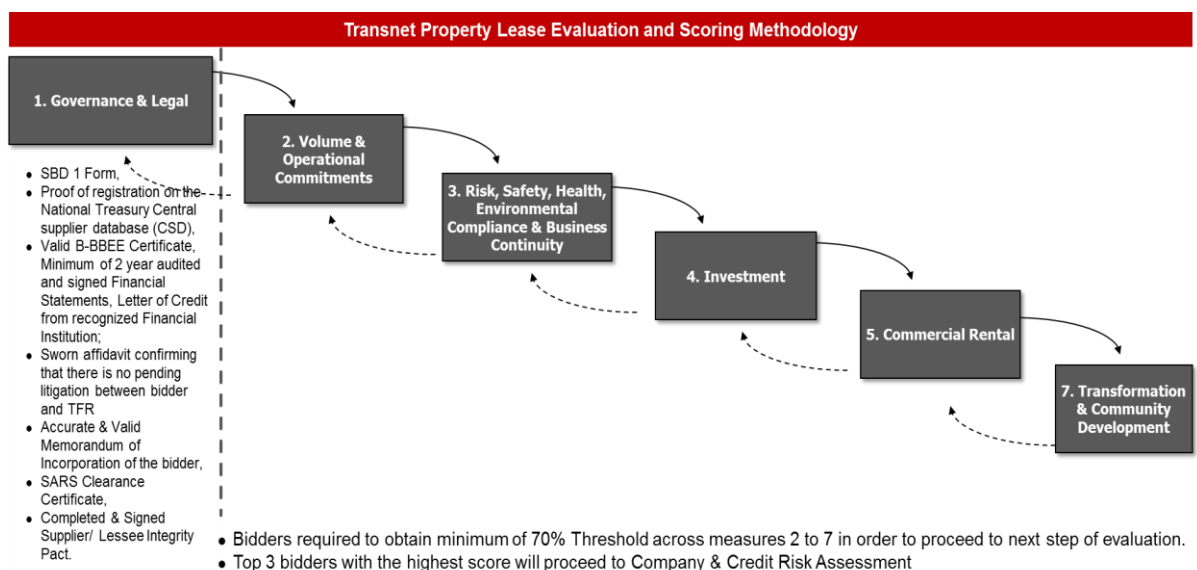 Transnet Property Lease Evaluation and Scoring Methodology
1. Governance & Legal
2. Volume &
Operational
Commitments
3. Risk, Safety, Health,
Environmental
Compliance & Business
Continuity
4. Investment
5. Commercial Rental
7. Transformation
& Community
Development
● SBD 1 Form,
● Proof of registration on the
National Treasury Central
supplier database (CSD),
● Valid B-BBEE Certificate,
Minimum of 2 year audited
and signed Financial
Statements, Letter of Credit
from recognized Financial
Institution;
● Sworn affidavit confirming
that there is no pending
litigation between bidder
and TFR
● Accurate & Valid
Memorandum of
Incorporation of the bidder,
● SARS Clearance
Certificate,
● Completed & Signed
Supplier/ Lessee Integrity
Pact.
● Bidders required to obtain minimum of 70% Threshold across measures 2 to 7 in order to proceed to next step of evaluation.
● Top 3 bidders with the highest score will proceed to Company & Credit Risk Assessment